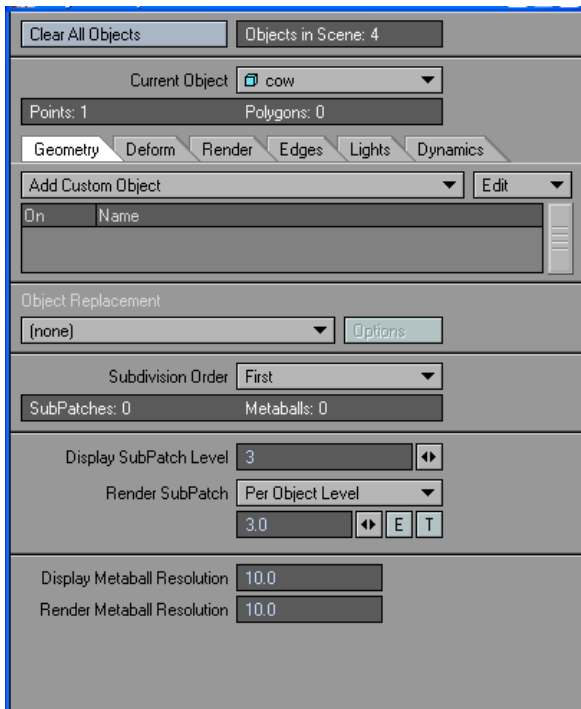 Clear All Objects Objects in Scene: 4
Current Object cow
Points: 1 Polygons: 0
Geometry Deform Render Edges Lights Dynamics
Add Custom Object Edit
On Name
Object Replacement
(none) Options
Subdivision Order First
SubPatches: 0 Metaballs: 0
Display SubPatch Level 3
Render SubPatch Per Object Level
3.0 E T
Display Metaball Resolution 10.0
Render Metaball Resolution 10.0